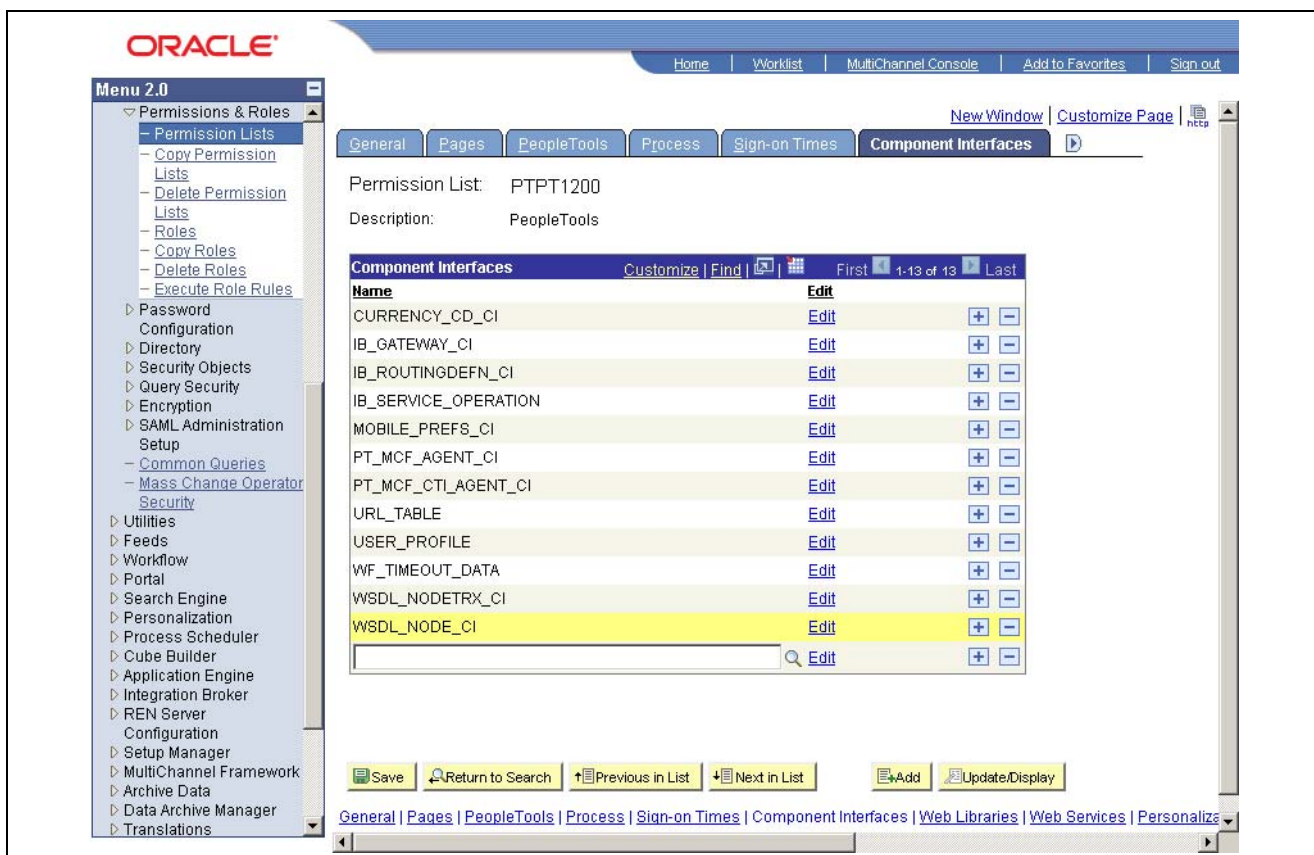 ORACLE
Home | Worklist | MultiChannel Console | Add to Favorites | Sign out
Menu 2.0
Permissions & Roles
– Permission Lists
– Copy Permission
Lists
– Delete Permission
Lists
– Roles
– Copy Roles
– Delete Roles
– Execute Role Rules
Password
Configuration
Directory
Security Objects
Query Security
Encryption
SAML Administration
Setup
– Common Queries
– Mass Change Operator
Security
Utilities
Feeds
Workflow
Portal
Search Engine
Personalization
Process Scheduler
Cube Builder
Application Engine
Integration Broker
REN Server
Configuration
Setup Manager
MultiChannel Framework
Archive Data
Data Archive Manager
Translations
New Window | Customize Page | http
General Pages PeopleTools Process Sign-on Times Component Interfaces
Permission List: PTPT1200
Description: PeopleTools
Component Interfaces Customize | Find | | First 1-13 of 13 Last
Name Edit
CURRENCY_CD_CI Edit
IB_GATEWAY_CI Edit
IB_ROUTINGDEFN_CI Edit
IB_SERVICE_OPERATION Edit
MOBILE_PREFS_CI Edit
PT_MCF_AGENT_CI Edit
PT_MCF_CTI_AGENT_CI Edit
URL_TABLE Edit
USER_PROFILE Edit
WF_TIMEOUT_DATA Edit
WSDL_NODETRX_CI Edit
WSDL_NODE_CI Edit
Edit
Save Return to Search Previous in List Next in List Add Update/Display
General | Pages | PeopleTools | Process | Sign-on Times | Component Interfaces | Web Libraries | Web Services | Personaliza